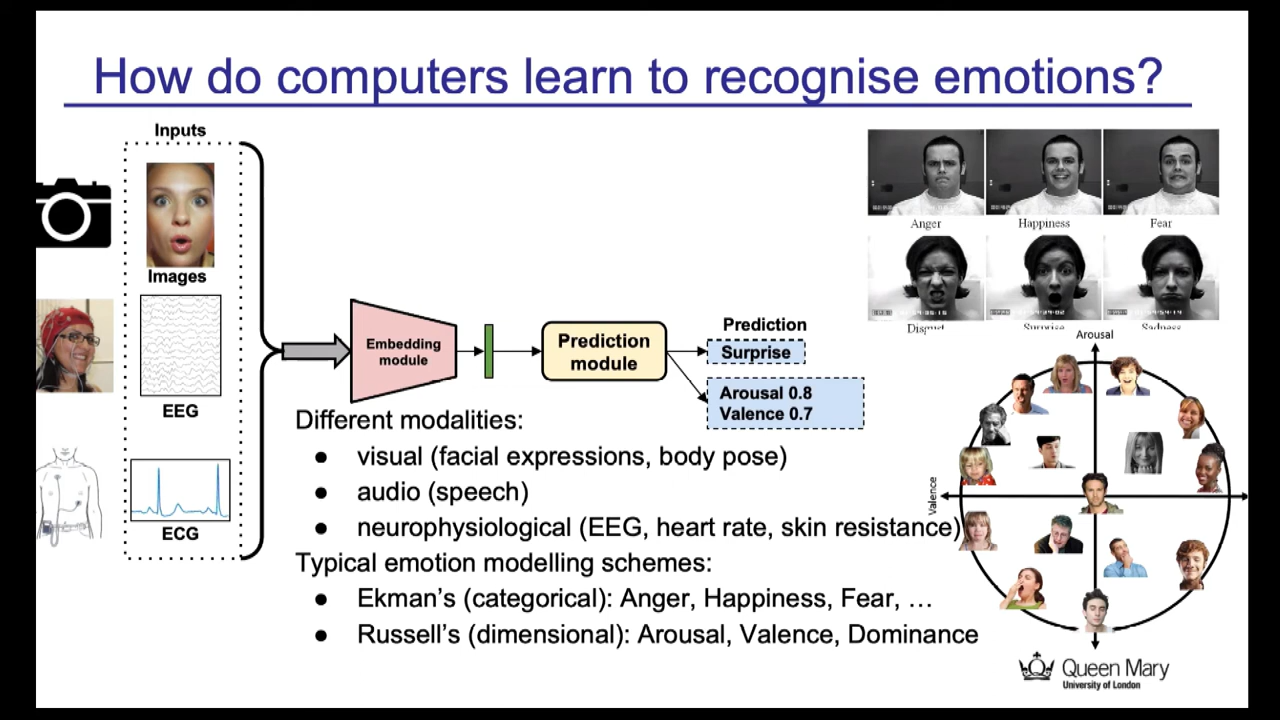 How do computers learn to recognise emotions?
Inputs
Images
EEG
ECG
Embedding
module
Prediction
module
Prediction
Surprise
Arousal 0.8
Valence 0.7
Different modalities:
● visual (facial expressions, body pose)
● audio (speech)
● neurophysiological (EEG, heart rate, skin resistance)
Typical emotion modelling schemes:
● Ekman's (categorical): Anger, Happiness, Fear, …
● Russell's (dimensional): Arousal, Valence, Dominance
Anger Happiness Fear
Disgust Surprise Sadness
Arousal
Valence
Queen Mary
University of London